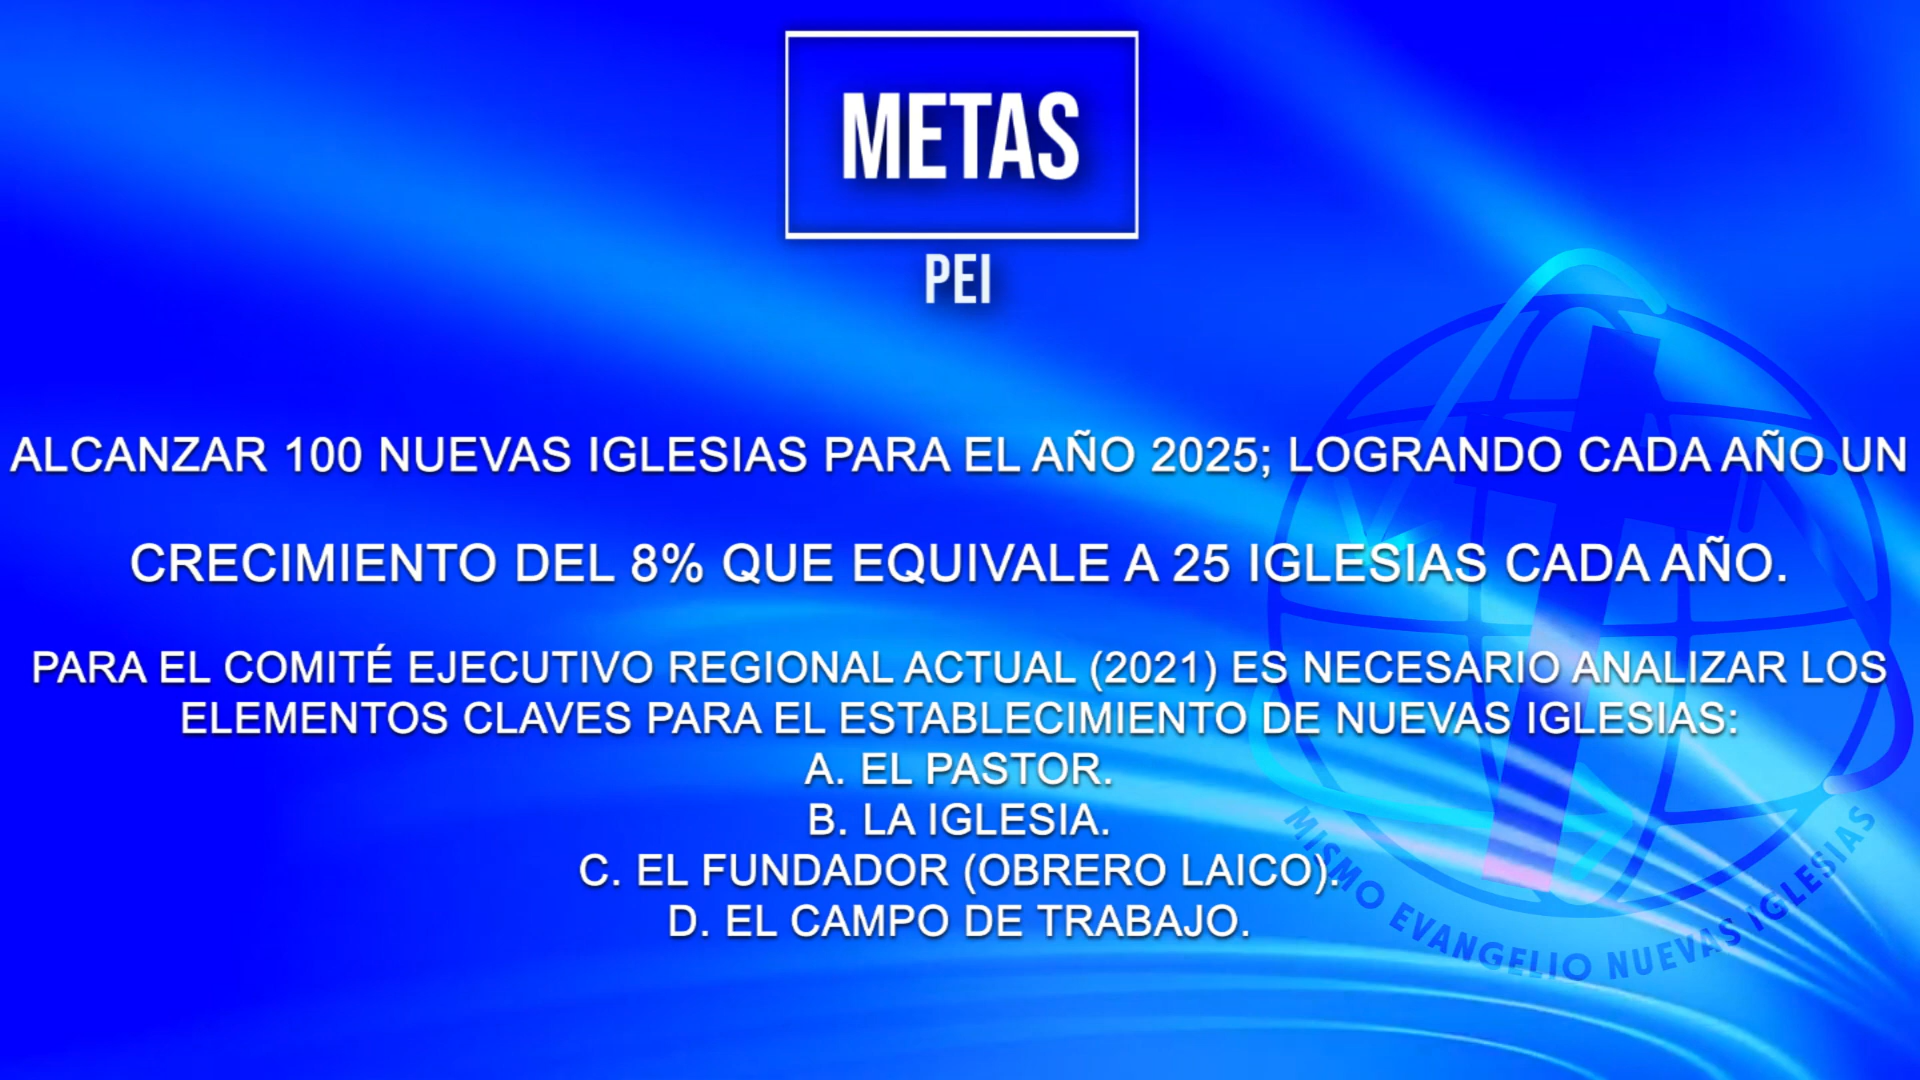 METAS
PEI
ALCANZAR 100 NUEVAS IGLESIAS PARA EL AÑO 2025; LOGRANDO CADA AÑO UN
CRECIMIENTO DEL 8% QUE EQUIVALE A 25 IGLESIAS CADA AÑO.
PARA EL COMITÉ EJECUTIVO REGIONAL ACTUAL (2021) ES NECESARIO ANALIZAR LOS
ELEMENTOS CLAVES PARA EL ESTABLECIMIENTO DE NUEVAS IGLESIAS:
A. EL PASTOR.
B. LA IGLESIA.
C. EL FUNDADOR (OBRERO LAICO).
D. EL CAMPO DE TRABAJO.
MISMO EVANGELIO NUEVAS IGLESIAS